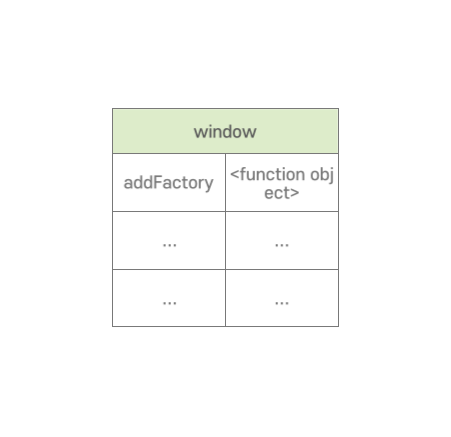 window
addFactory
<function obj
ect>
... ...
... ...